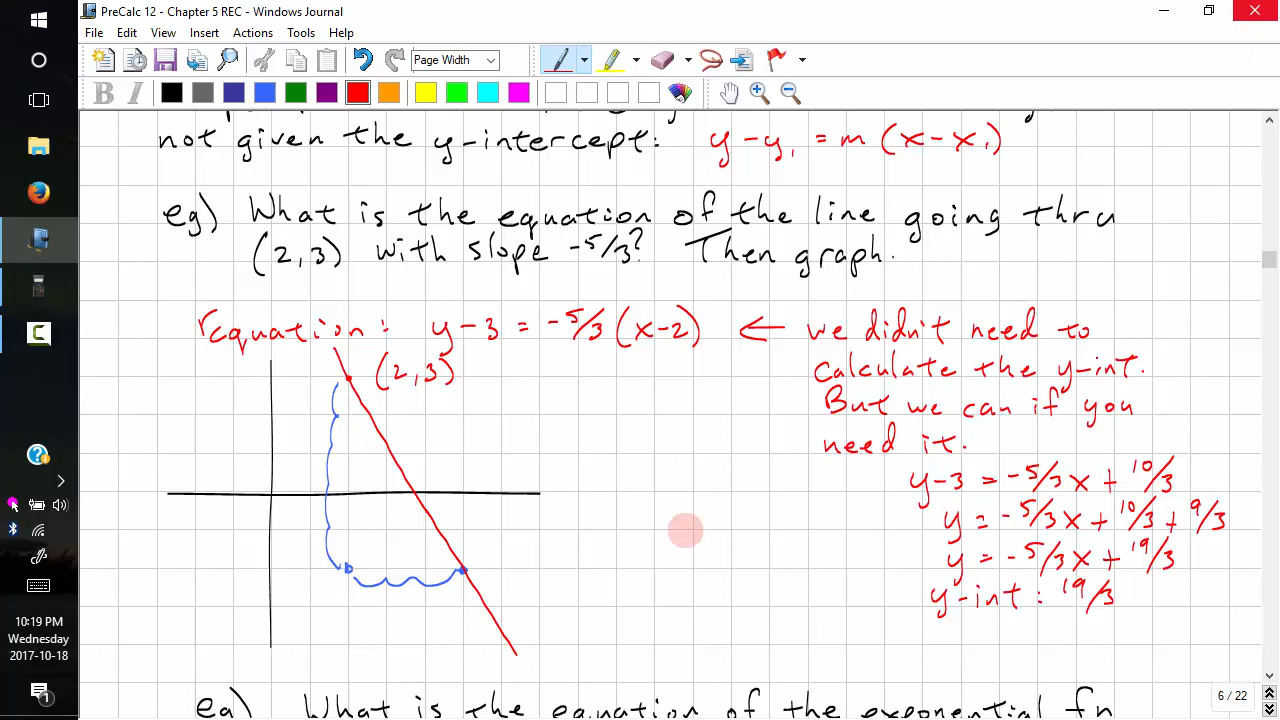 PreCalc 12 - Chapter 5 REC - Windows Journal
File Edit View Insert Actions Tools Help
Page Width
B I
not given the y-intercept: y-y₁ = m(x-x₁)
eg) What is the equation of the line going thru
(2,3) with slope -5/3? Then graph.
equation: y-3 = -5/3(x-2) ← we didn't need to
calculate the y-int.
But we can if you
need it.
(2,3)
y-3 = -5/3x + 10/3
y = -5/3x + 10/3 + 9/3
y = -5/3x + 19/3
y-int: 19/3
What is the equation of the exponential fn
10:19 PM
Wednesday
2017-10-18
1
6 / 22